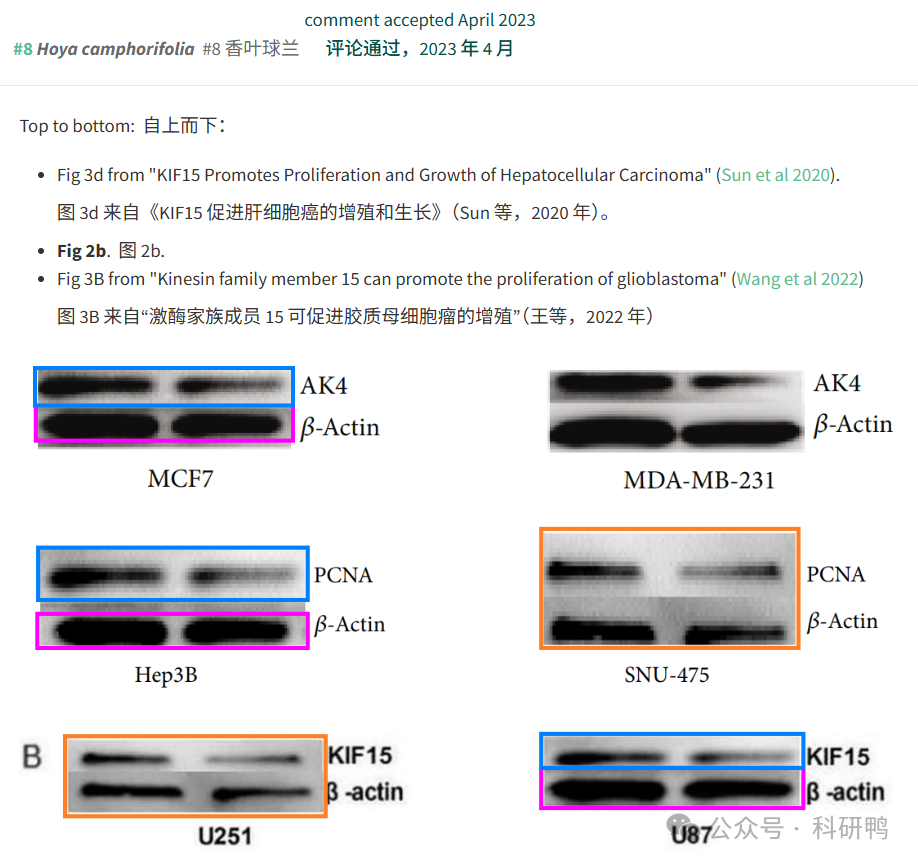 comment accepted April 2023
#8 Hoya camphorifolia #8 香叶球兰 评论通过，2023 年 4 月
Top to bottom: 自上而下：
• Fig 3d from "KIF15 Promotes Proliferation and Growth of Hepatocellular Carcinoma" (Sun et al 2020).
图 3d 来自《KIF15 促进肝细胞癌的增殖和生长》（Sun 等，2020 年）。
• Fig 2b. 图 2b.
• Fig 3B from "Kinesin family member 15 can promote the proliferation of glioblastoma" (Wang et al 2022)
图 3B 来自“激酶家族成员 15 可促进胶质母细胞瘤的增殖”（王等，2022 年）
AK4 AK4
β-Actin β-Actin
MCF7 MDA-MB-231
PCNA PCNA
β-Actin β-Actin
Hep3B SNU-475
B KIF15 KIF15
β -actin β -actin
U251 U87
公众号 · 科研鸭